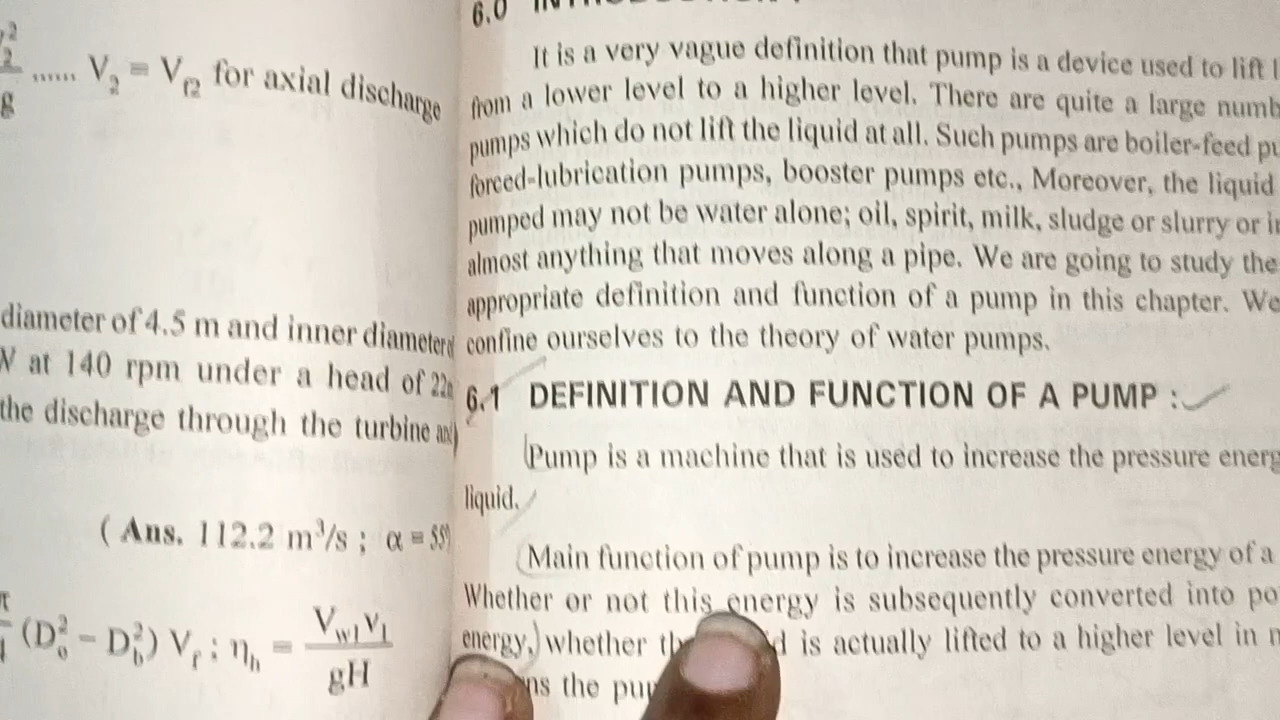 ...... V₂ = V_f2 for axial discharge
g
diameter of 4.5 m and inner diameter
at 140 rpm under a head of
the discharge through the turbine
( Ans. 112.2 m³/s ; α =
(D²_o − D²_b) V_f ; η_h = V_w1 v_1 / gH
6.0
It is a very vague definition that pump is a device used to lift
from a lower level to a higher level. There are quite a large numb
pumps which do not lift the liquid at all. Such pumps are boiler-feed pu
forced-lubrication pumps, booster pumps etc., Moreover, the liquid
pumped may not be water alone; oil, spirit, milk, sludge or slurry or
almost anything that moves along a pipe. We are going to study the
appropriate definition and function of a pump in this chapter. We
confine ourselves to the theory of water pumps.
6.1 DEFINITION AND FUNCTION OF A PUMP :
Pump is a machine that is used to increase the pressure energ
liquid.
Main function of pump is to increase the pressure energy of a
Whether or not this energy is subsequently converted into po
energy, whether is actually lifted to a higher level in
the